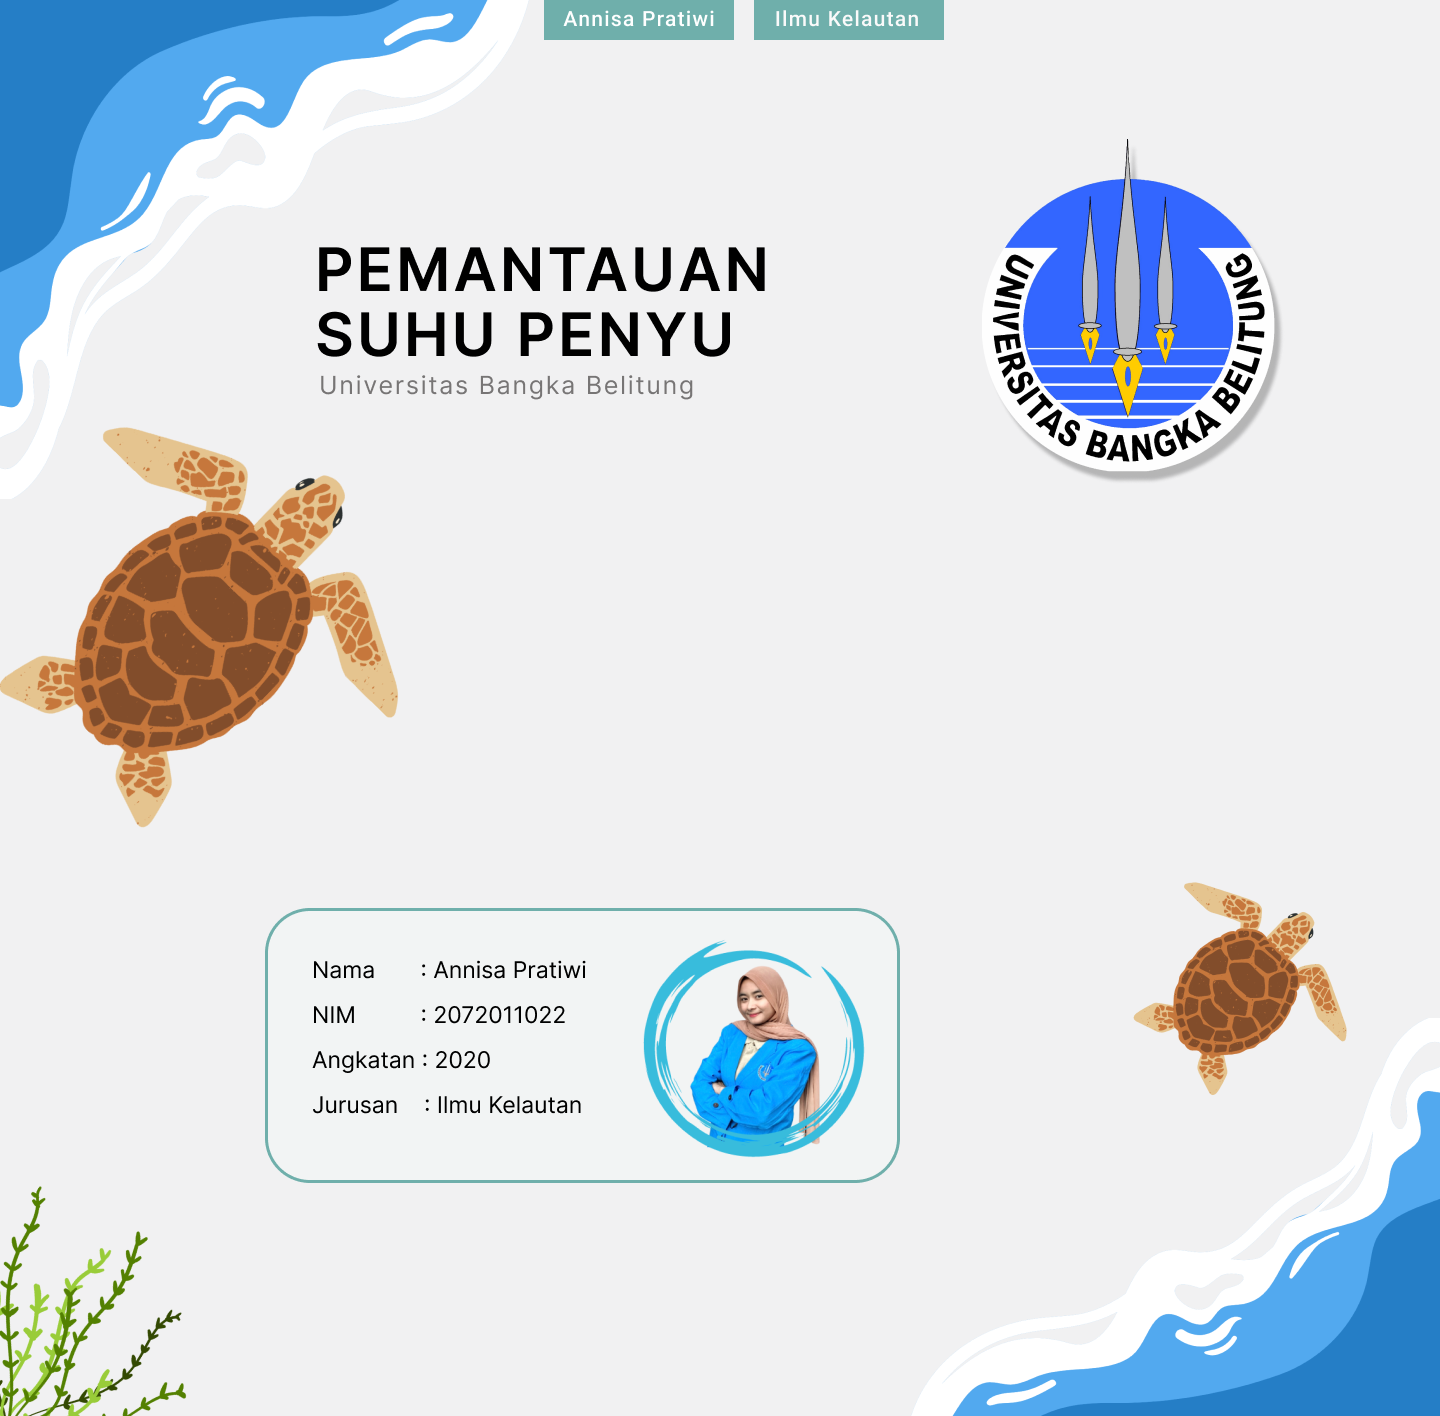 Annisa Pratiwi
Ilmu Kelautan
PEMANTAUAN
SUHU PENYU
Universitas Bangka Belitung
UNIVERSITAS BANGKA BELITUNG
Nama : Annisa Pratiwi
NIM : 2072011022
Angkatan : 2020
Jurusan : Ilmu Kelautan